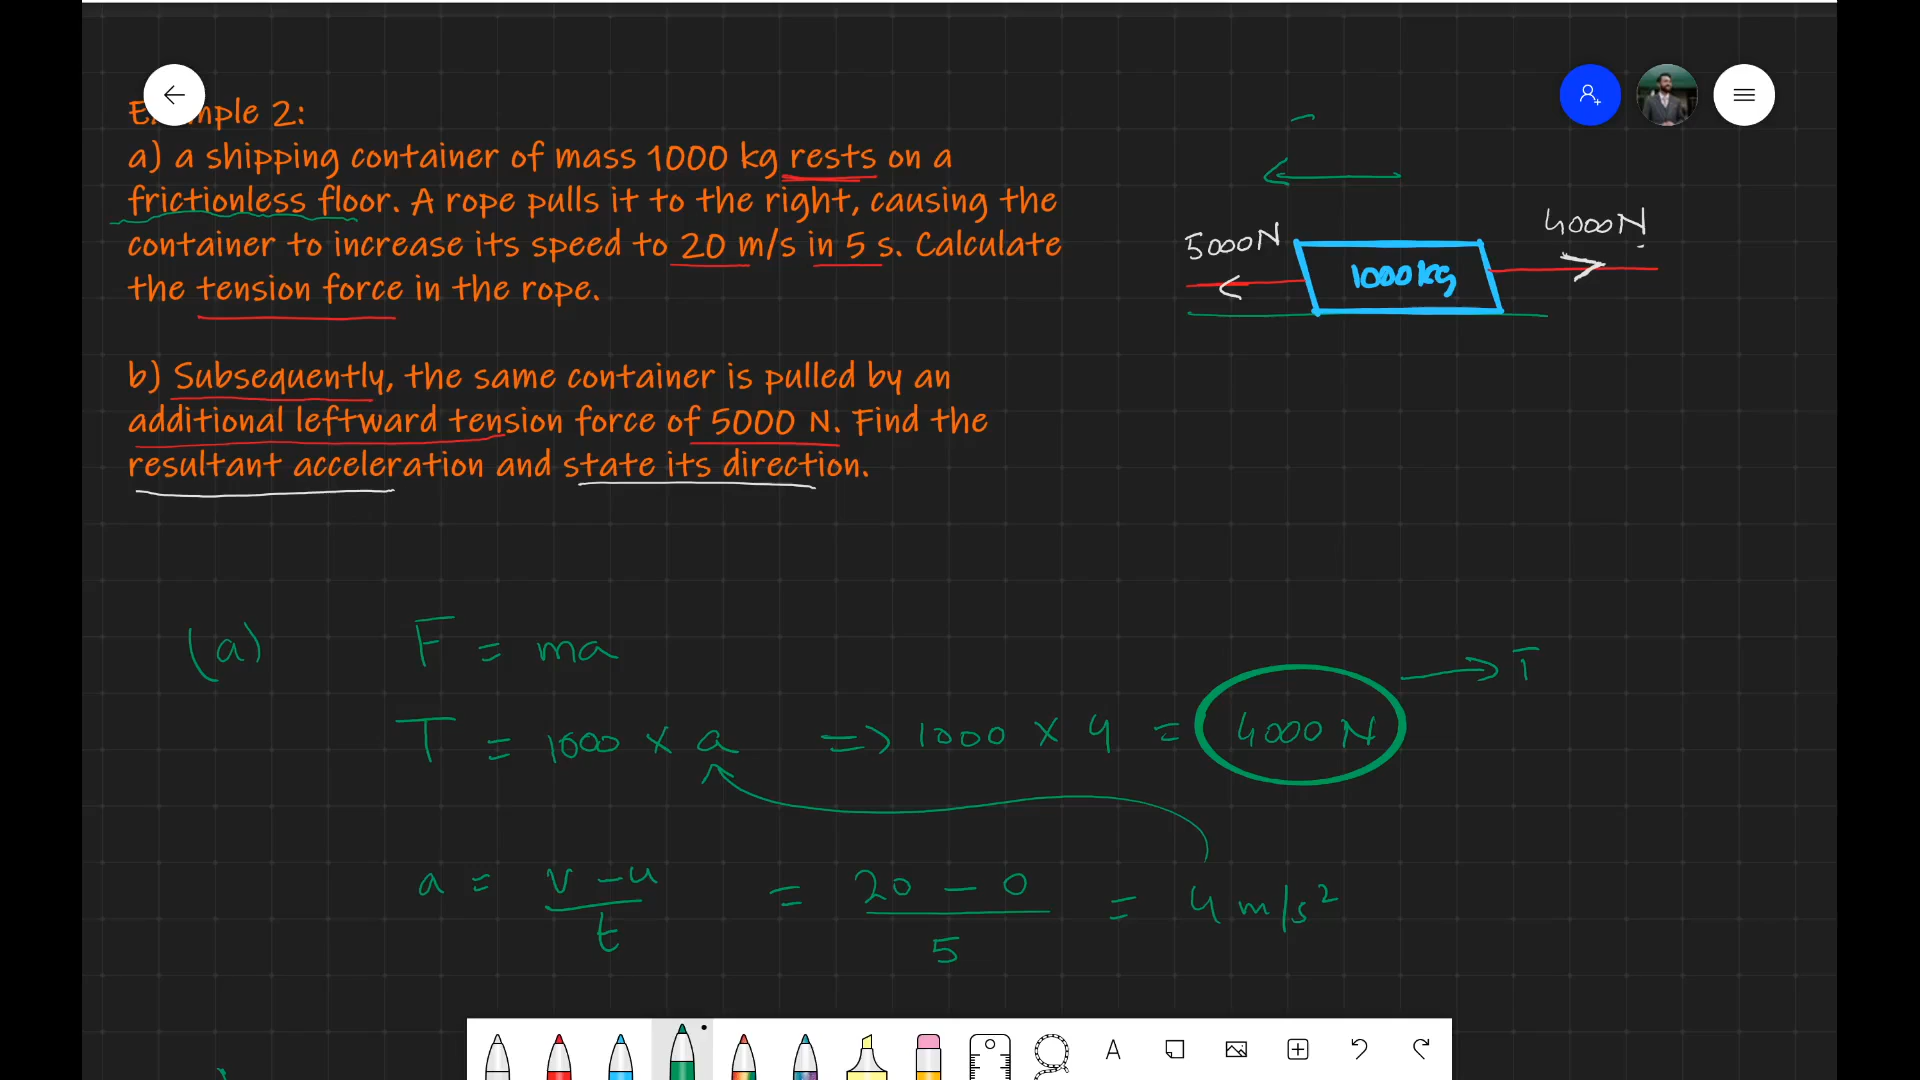 E mple 2:
a) a shipping container of mass 1000 kg rests on a
frictionless floor. A rope pulls it to the right, causing the
container to increase its speed to 20 m/s in 5 s. Calculate
the tension force in the rope.
5000N
1000kg
4000N
b) Subsequently, the same container is pulled by an
additional leftward tension force of 5000 N. Find the
resultant acceleration and state its direction.
(a) F = ma
T = 1000 × a => 1000 × 4 = 4000 N → T
a = v - u / t = 20 - 0 / 5 = 4 m/s²
A